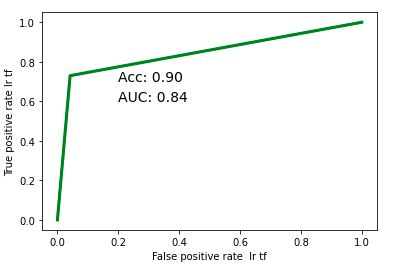 1.0
0.8
0.6
0.4
0.2
0.0
True positive rate lr tf
Acc: 0.90
AUC: 0.84
0.0 0.2 0.4 0.6 0.8 1.0
False positive rate  lr tf